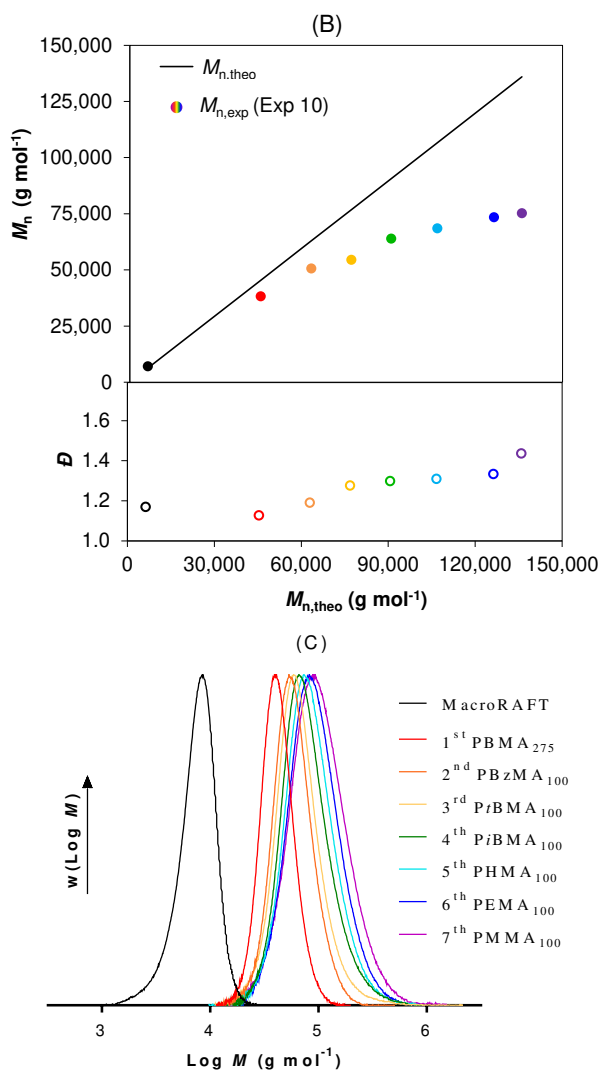 (B)
150,000
125,000
100,000
75,000
50,000
25,000
0
Mn (g mol-1)
Mn.theo
Mn,exp (Exp 10)
1.6
1.4
1.2
1.0
Đ
0 30,000 60,000 90,000 120,000 150,000
Mn,theo (g mol-1)
(C)
w(Log M)
MacroRAFT
1st PBMA275
2nd PBzMA100
3rd PtBMA100
4th PiBMA100
5th PHMA100
6th PEMA100
7th PMMA100
3 4 5 6
Log M (g mol-1)